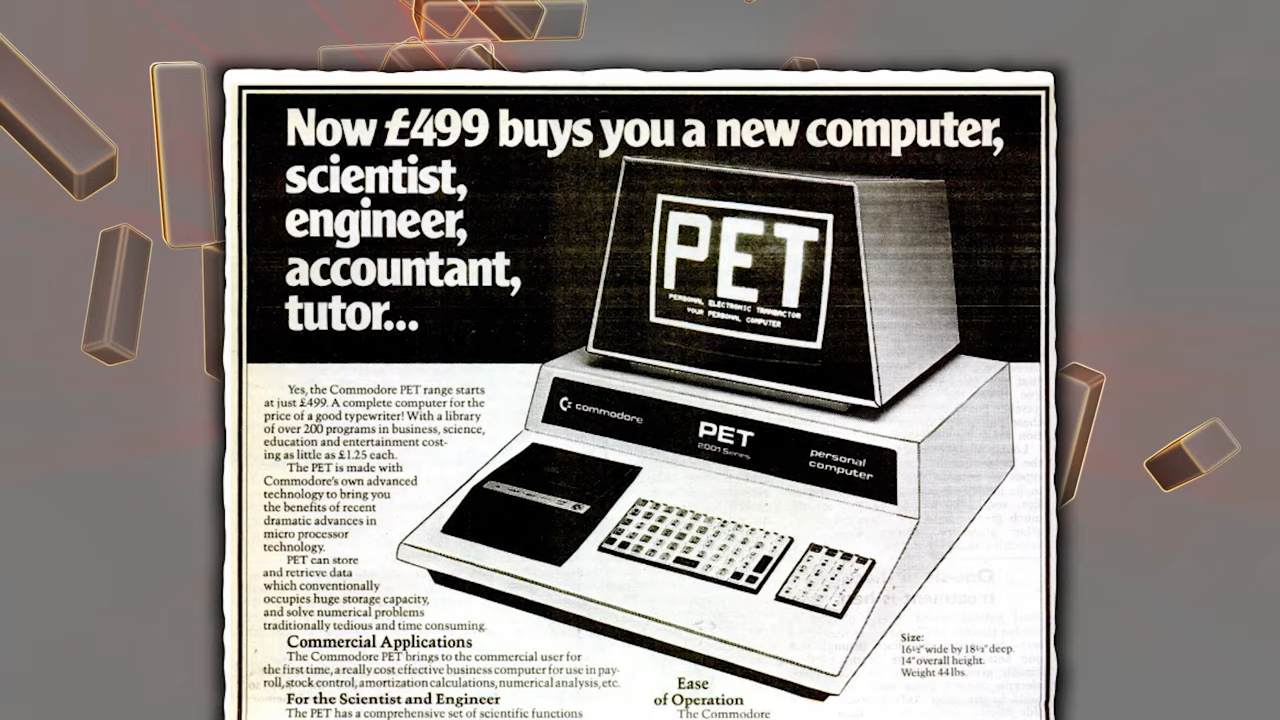 Now £499 buys you a new computer,
scientist,
engineer,
accountant,
tutor...
PET
PERSONAL ELECTRONIC TRANSACTOR
YOUR PERSONAL COMPUTER
commodore
PET
2001 Series
personal
computer
Yes, the Commodore PET range starts
at just £499. A complete computer for the
price of a good typewriter! With a library
of over 200 programs in business, science,
education and entertainment cost-
ing as little as £1.25 each.
The PET is made with
Commodore's own advanced
technology to bring you
the benefits of recent
dramatic advances in
micro processor
technology.
PET can store
and retrieve data
which conventionally
occupies huge storage capacity,
and solve numerical problems
traditionally tedious and time consuming.
Commercial Applications
The Commodore PET brings to the commercial user for
the first time, a really cost effective business computer for use in pay-
roll, stock control, amortization calculations, numerical analysis, etc.
For the Scientist and Engineer
The PET has a comprehensive set of scientific functions
Size:
16½" wide by 18½" deep.
14" overall height.
Weight 44 lbs.
Ease
of Operation
The Commodore